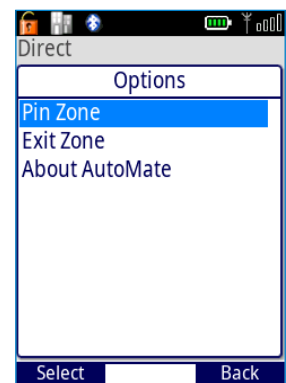 Direct
Options
Pin Zone
Exit Zone
About AutoMate
Select Back